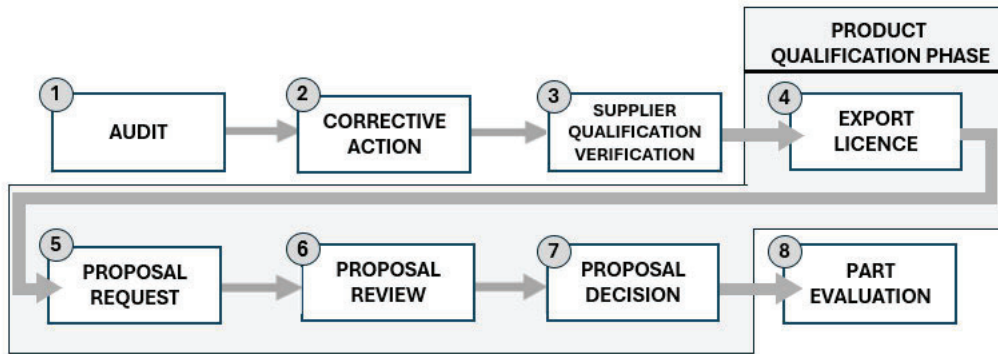 PRODUCT
QUALIFICATION PHASE
1
AUDIT
2
CORRECTIVE
ACTION
3
SUPPLIER
QUALIFICATION
VERIFICATION
4
EXPORT
LICENCE
5
PROPOSAL
REQUEST
6
PROPOSAL
REVIEW
7
PROPOSAL
DECISION
8
PART
EVALUATION